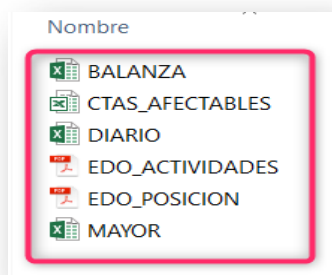 Nombre
BALANZA
CTAS_AFECTABLES
DIARIO
EDO_ACTIVIDADES
EDO_POSICION
MAYOR